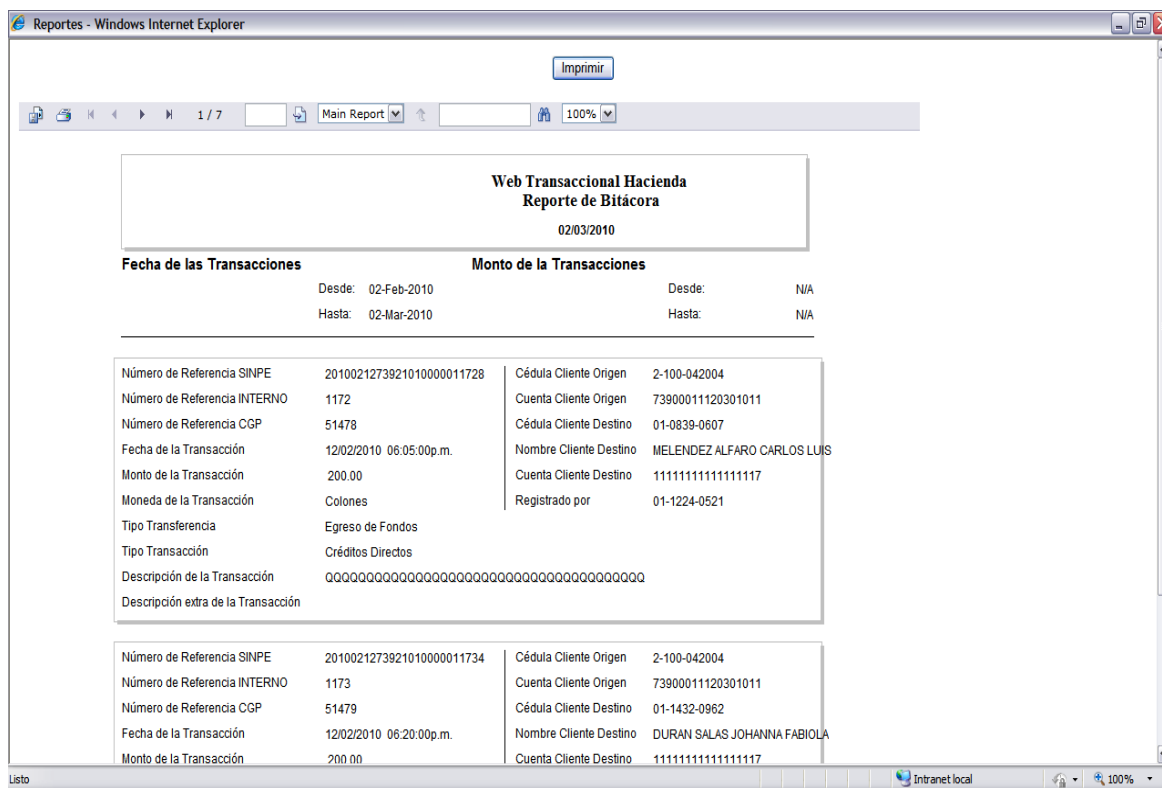 Reportes - Windows Internet Explorer
Imprimir
1 / 7 Main Report 100%
Web Transaccional Hacienda
Reporte de Bitácora
02/03/2010
Fecha de las Transacciones Monto de la Transacciones
Desde: 02-Feb-2010 Desde: N/A
Hasta: 02-Mar-2010 Hasta: N/A
Número de Referencia SINPE 2010021273921010000011728 Cédula Cliente Origen 2-100-042004
Número de Referencia INTERNO 1172 Cuenta Cliente Origen 73900011120301011
Número de Referencia CGP 51478 Cédula Cliente Destino 01-0839-0607
Fecha de la Transacción 12/02/2010 06:05:00p.m. Nombre Cliente Destino MELENDEZ ALFARO CARLOS LUIS
Monto de la Transacción 200.00 Cuenta Cliente Destino 11111111111111117
Moneda de la Transacción Colones Registrado por 01-1224-0521
Tipo Transferencia Egreso de Fondos
Tipo Transacción Créditos Directos
Descripción de la Transacción QQQQQQQQQQQQQQQQQQQQQQQQQQQQQQQQQQQQQQQ
Descripción extra de la Transacción
Número de Referencia SINPE 2010021273921010000011734 Cédula Cliente Origen 2-100-042004
Número de Referencia INTERNO 1173 Cuenta Cliente Origen 73900011120301011
Número de Referencia CGP 51479 Cédula Cliente Destino 01-1432-0962
Fecha de la Transacción 12/02/2010 06:20:00p.m. Nombre Cliente Destino DURAN SALAS JOHANNA FABIOLA
Monto de la Transacción 200.00 Cuenta Cliente Destino 11111111111111117
Listo Intranet local 100%